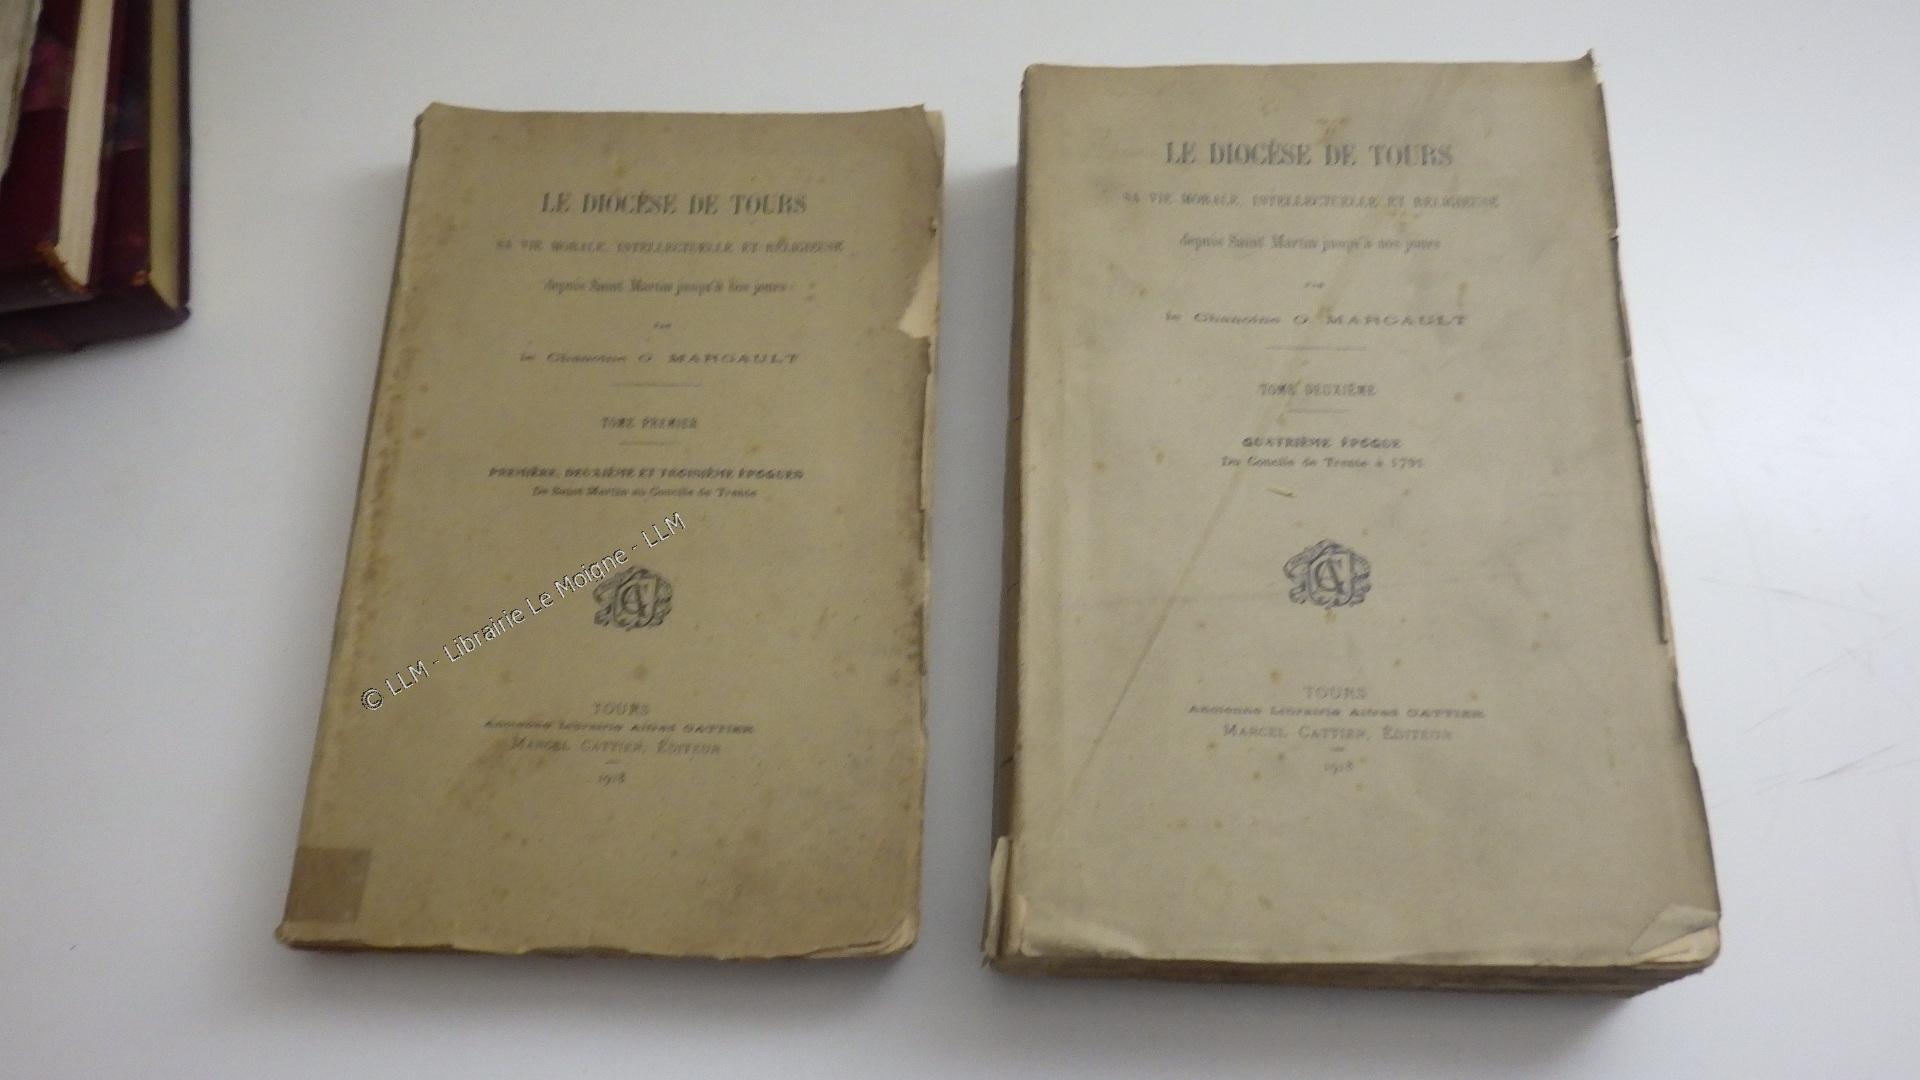 LE DIOCÈSE DE TOURS
SA VIE MORALE, INTELLECTUELLE ET RELIGIEUSE
depuis Saint Martin jusqu'à nos jours
PAR
le Chanoine O. MARCAULT
TOME PREMIER
PREMIÈRE, DEUXIÈME ET TROISIÈME ÉPOQUES
De Saint Martin au Concile de Trente
TOURS
Ancienne Librairie Alfred CATTIER
MARCEL CATTIER, ÉDITEUR
1918
© LLM - Librairie Le Moigne - LLM
LE DIOCÈSE DE TOURS
SA VIE MORALE, INTELLECTUELLE ET RELIGIEUSE
depuis Saint Martin jusqu'à nos jours
PAR
le Chanoine O. MARCAULT
TOME DEUXIÈME
QUATRIÈME ÉPOQUE
Du Concile de Trente à 1791
TOURS
Ancienne Librairie Alfred CATTIER
MARCEL CATTIER, ÉDITEUR
1918